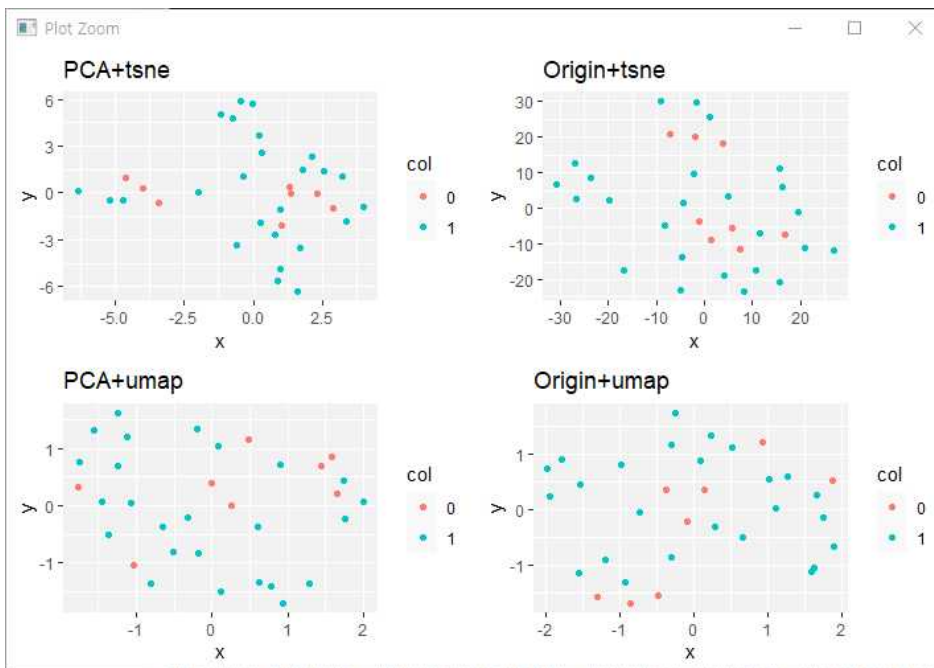 Plot Zoom
PCA+tsne
6
3
0
-3
-6
y
-5.0 -2.5 0.0 2.5
x
col
0
1
Origin+tsne
30
20
10
0
-10
-20
y
-30 -20 -10 0 10 20
x
col
0
1
PCA+umap
1
0
-1
y
-1 0 1 2
x
col
0
1
Origin+umap
1
0
-1
y
-2 -1 0 1 2
x
col
0
1